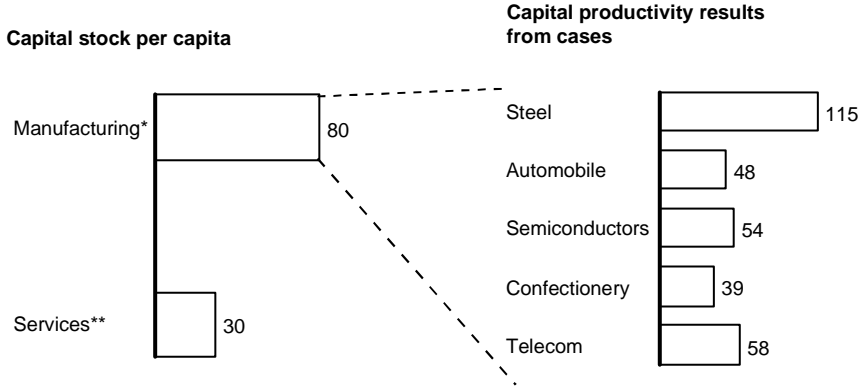 Capital stock per capita
Manufacturing* 80
Services** 30
Capital productivity results
from cases
Steel 115
Automobile 48
Semiconductors 54
Confectionery 39
Telecom 58